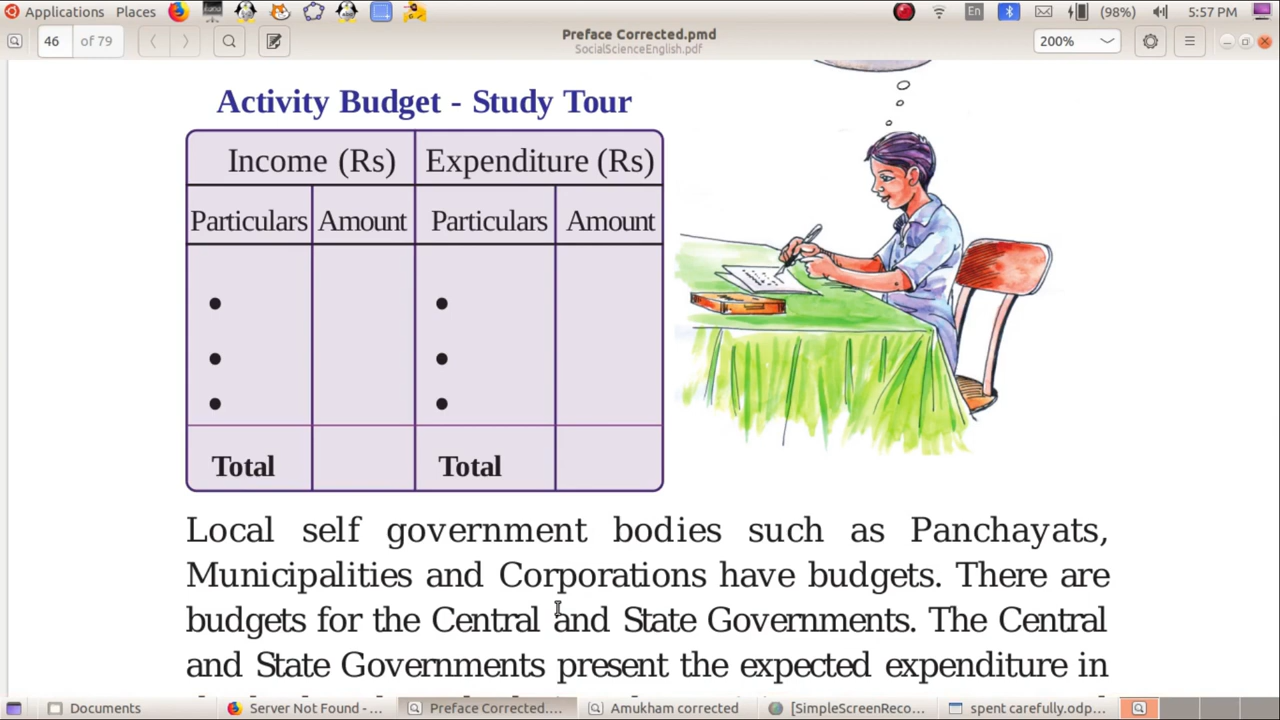 Applications Places En (98%) 5:57 PM
46 of 79 Preface Corrected.pmd 200%
SocialScienceEnglish.pdf
Activity Budget - Study Tour
Income (Rs) Expenditure (Rs)
Particulars Amount Particulars Amount
•  •
•  •
•  •
Total Total
Local self government bodies such as Panchayats,
Municipalities and Corporations have budgets. There are
budgets for the Central and State Governments. The Central
and State Governments present the expected expenditure in
Documents Server Not Found - ... Preface Corrected.... Amukham corrected [SimpleScreenReco... spent carefully.odp...